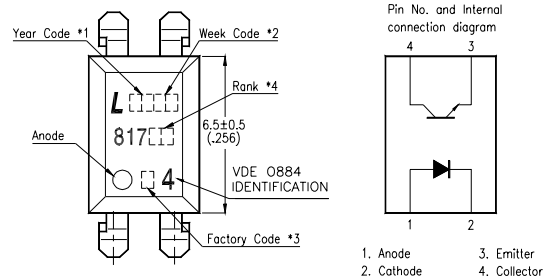 Pin No. and Internal
connection diagram
Year Code *1
Week Code *2
4 3
L
Rank *4
817
6.5±0.5
(.256)
Anode
4
VDE 0884
IDENTIFICATION
Factory Code *3
1 2
1. Anode 3. Emitter
2. Cathode 4. Collector